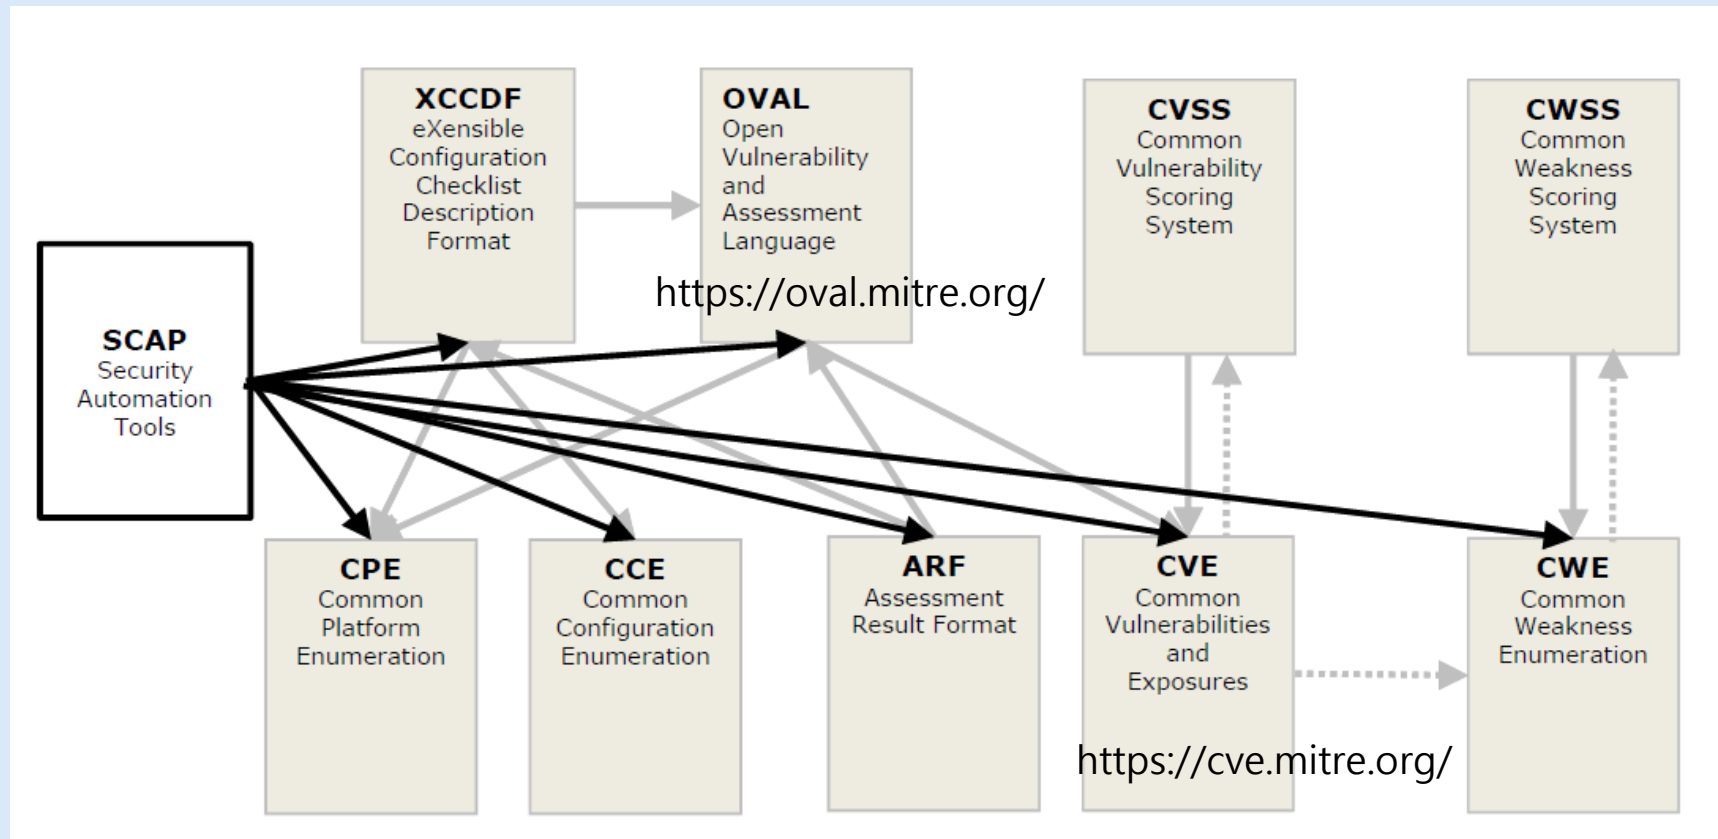 XCCDF
eXensible
Configuration
Checklist
Description
Format
OVAL
Open
Vulnerability
and
Assessment
Language
https://oval.mitre.org/
CVSS
Common
Vulnerability
Scoring
System
CWSS
Common
Weakness
Scoring
System
SCAP
Security
Automation
Tools
CPE
Common
Platform
Enumeration
CCE
Common
Configuration
Enumeration
ARF
Assessment
Result Format
CVE
Common
Vulnerabilities
and
Exposures
https://cve.mitre.org/
CWE
Common
Weakness
Enumeration